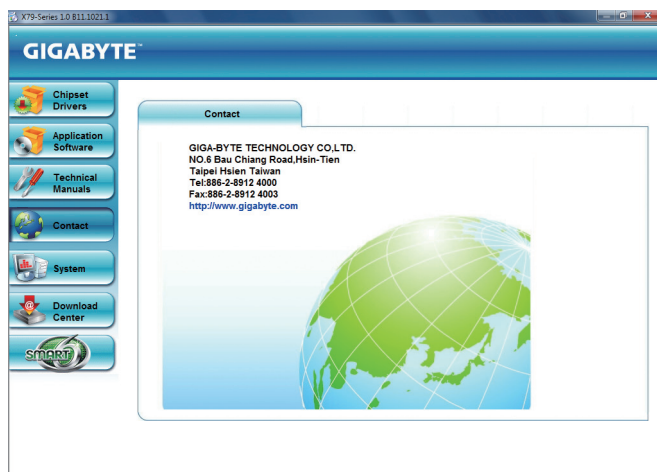 X79-Series 1.0 B11.1021.1
GIGABYTE™
Chipset
Drivers
Application
Software
Technical
Manuals
Contact
System
Download
Center
SMART6
Contact
GIGA-BYTE TECHNOLOGY CO,LTD.
NO.6 Bau Chiang Road,Hsin-Tien
Taipei Hsien Taiwan
Tel:886-2-8912 4000
Fax:886-2-8912 4003
http://www.gigabyte.com